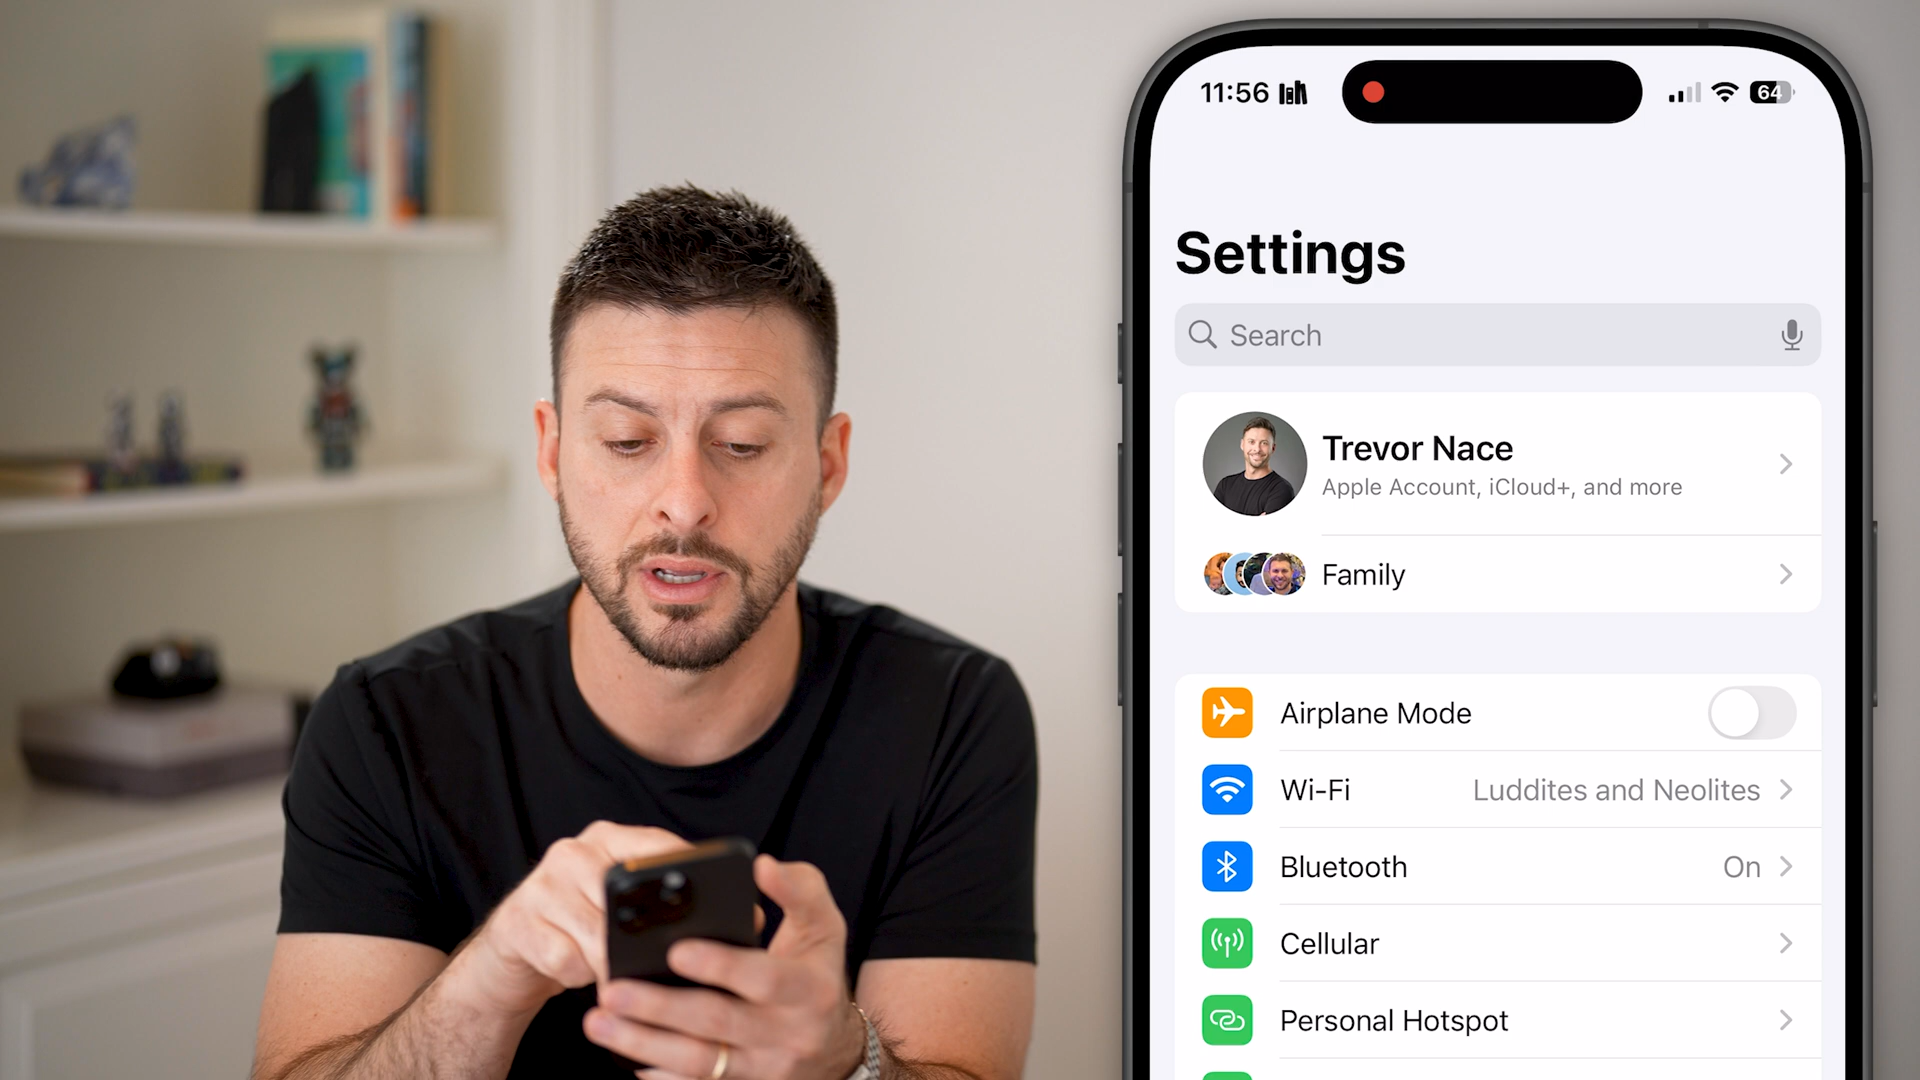 11:56
64
Settings
Search
Trevor Nace
Apple Account, iCloud+, and more
Family
Airplane Mode
Wi-Fi Luddites and Neolites
Bluetooth On
Cellular
Personal Hotspot